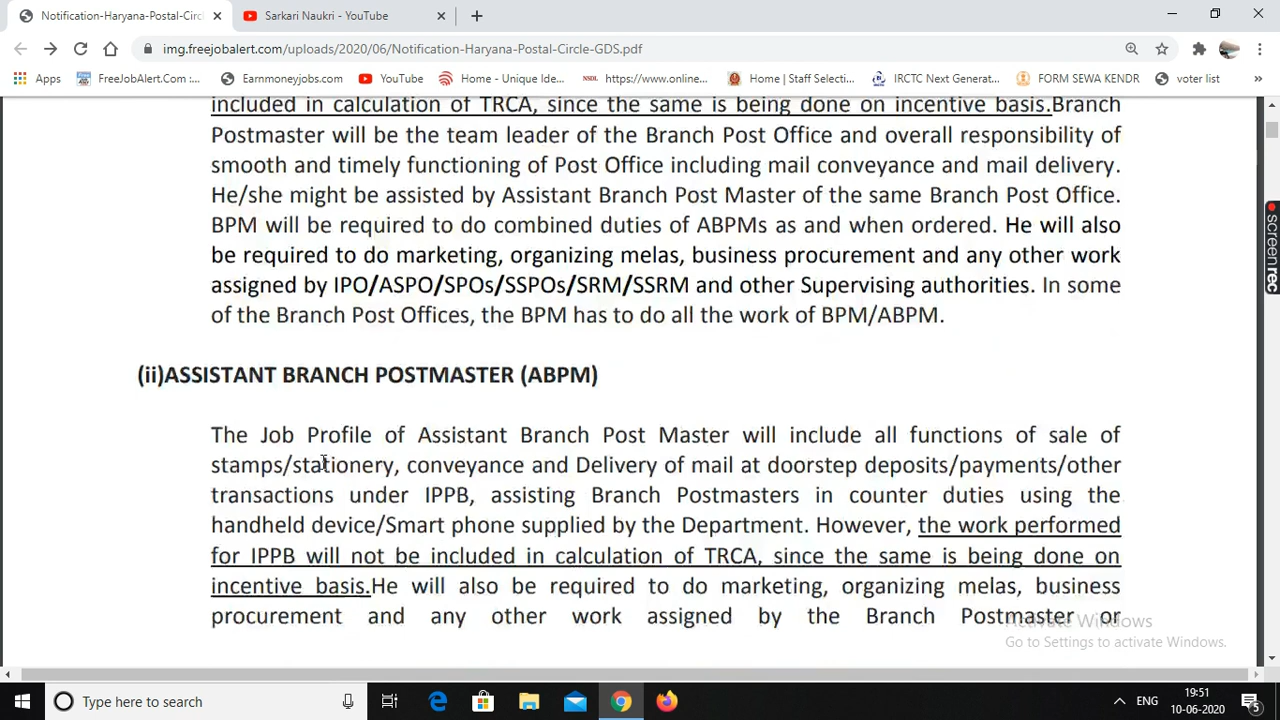 Notification-Haryana-Postal-Circl
Sarkari Naukri - YouTube
img.freejobalert.com/uploads/2020/06/Notification-Haryana-Postal-Circle-GDS.pdf
Apps
FreeJobAlert.Com :...
Earnmoneyjobs.com
YouTube
Home - Unique Ide...
NSDL
https://www.online...
Home | Staff Selecti...
IRCTC Next Generat...
FORM SEWA KENDR
voter list
included in calculation of TRCA, since the same is being done on incentive basis.Branch
Postmaster will be the team leader of the Branch Post Office and overall responsibility of
smooth and timely functioning of Post Office including mail conveyance and mail delivery.
He/she might be assisted by Assistant Branch Post Master of the same Branch Post Office.
BPM will be required to do combined duties of ABPMs as and when ordered. He will also
be required to do marketing, organizing melas, business procurement and any other work
assigned by IPO/ASPO/SPOs/SSPOs/SRM/SSRM and other Supervising authorities. In some
of the Branch Post Offices, the BPM has to do all the work of BPM/ABPM.
(ii)ASSISTANT BRANCH POSTMASTER (ABPM)
The Job Profile of Assistant Branch Post Master will include all functions of sale of
stamps/stationery, conveyance and Delivery of mail at doorstep deposits/payments/other
transactions under IPPB, assisting Branch Postmasters in counter duties using the
handheld device/Smart phone supplied by the Department. However, the work performed
for IPPB will not be included in calculation of TRCA, since the same is being done on
incentive basis.He will also be required to do marketing, organizing melas, business
procurement and any other work assigned by the Branch Postmaster or
Activate Windows
Go to Settings to activate Windows.
screenrec
Type here to search
ENG
19:51
10-06-2020
5